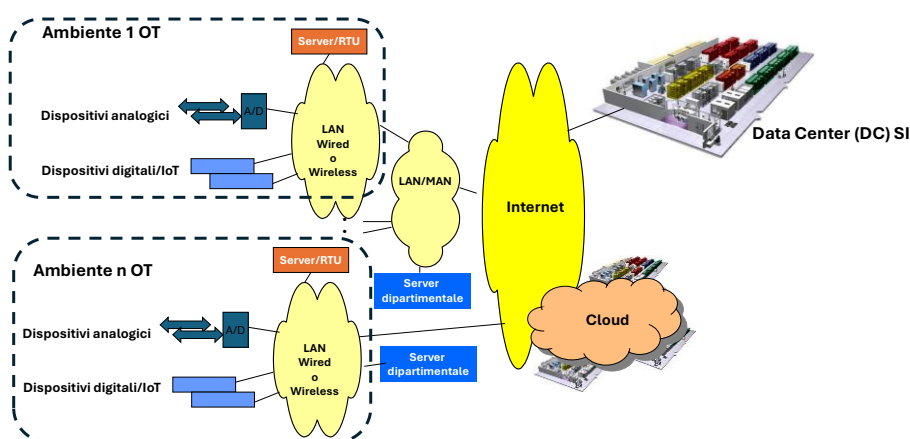 Ambiente 1 OT
Server/RTU
Dispositivi analogici
A/D
LAN
Wired
o
Wireless
Dispositivi digitali/IoT
LAN/MAN
Internet
Data Center (DC) SI
Server
dipartimentale
Ambiente n OT
Server/RTU
Dispositivi analogici
A/D
LAN
Wired
o
Wireless
Dispositivi digitali/IoT
Server
dipartimentale
Cloud